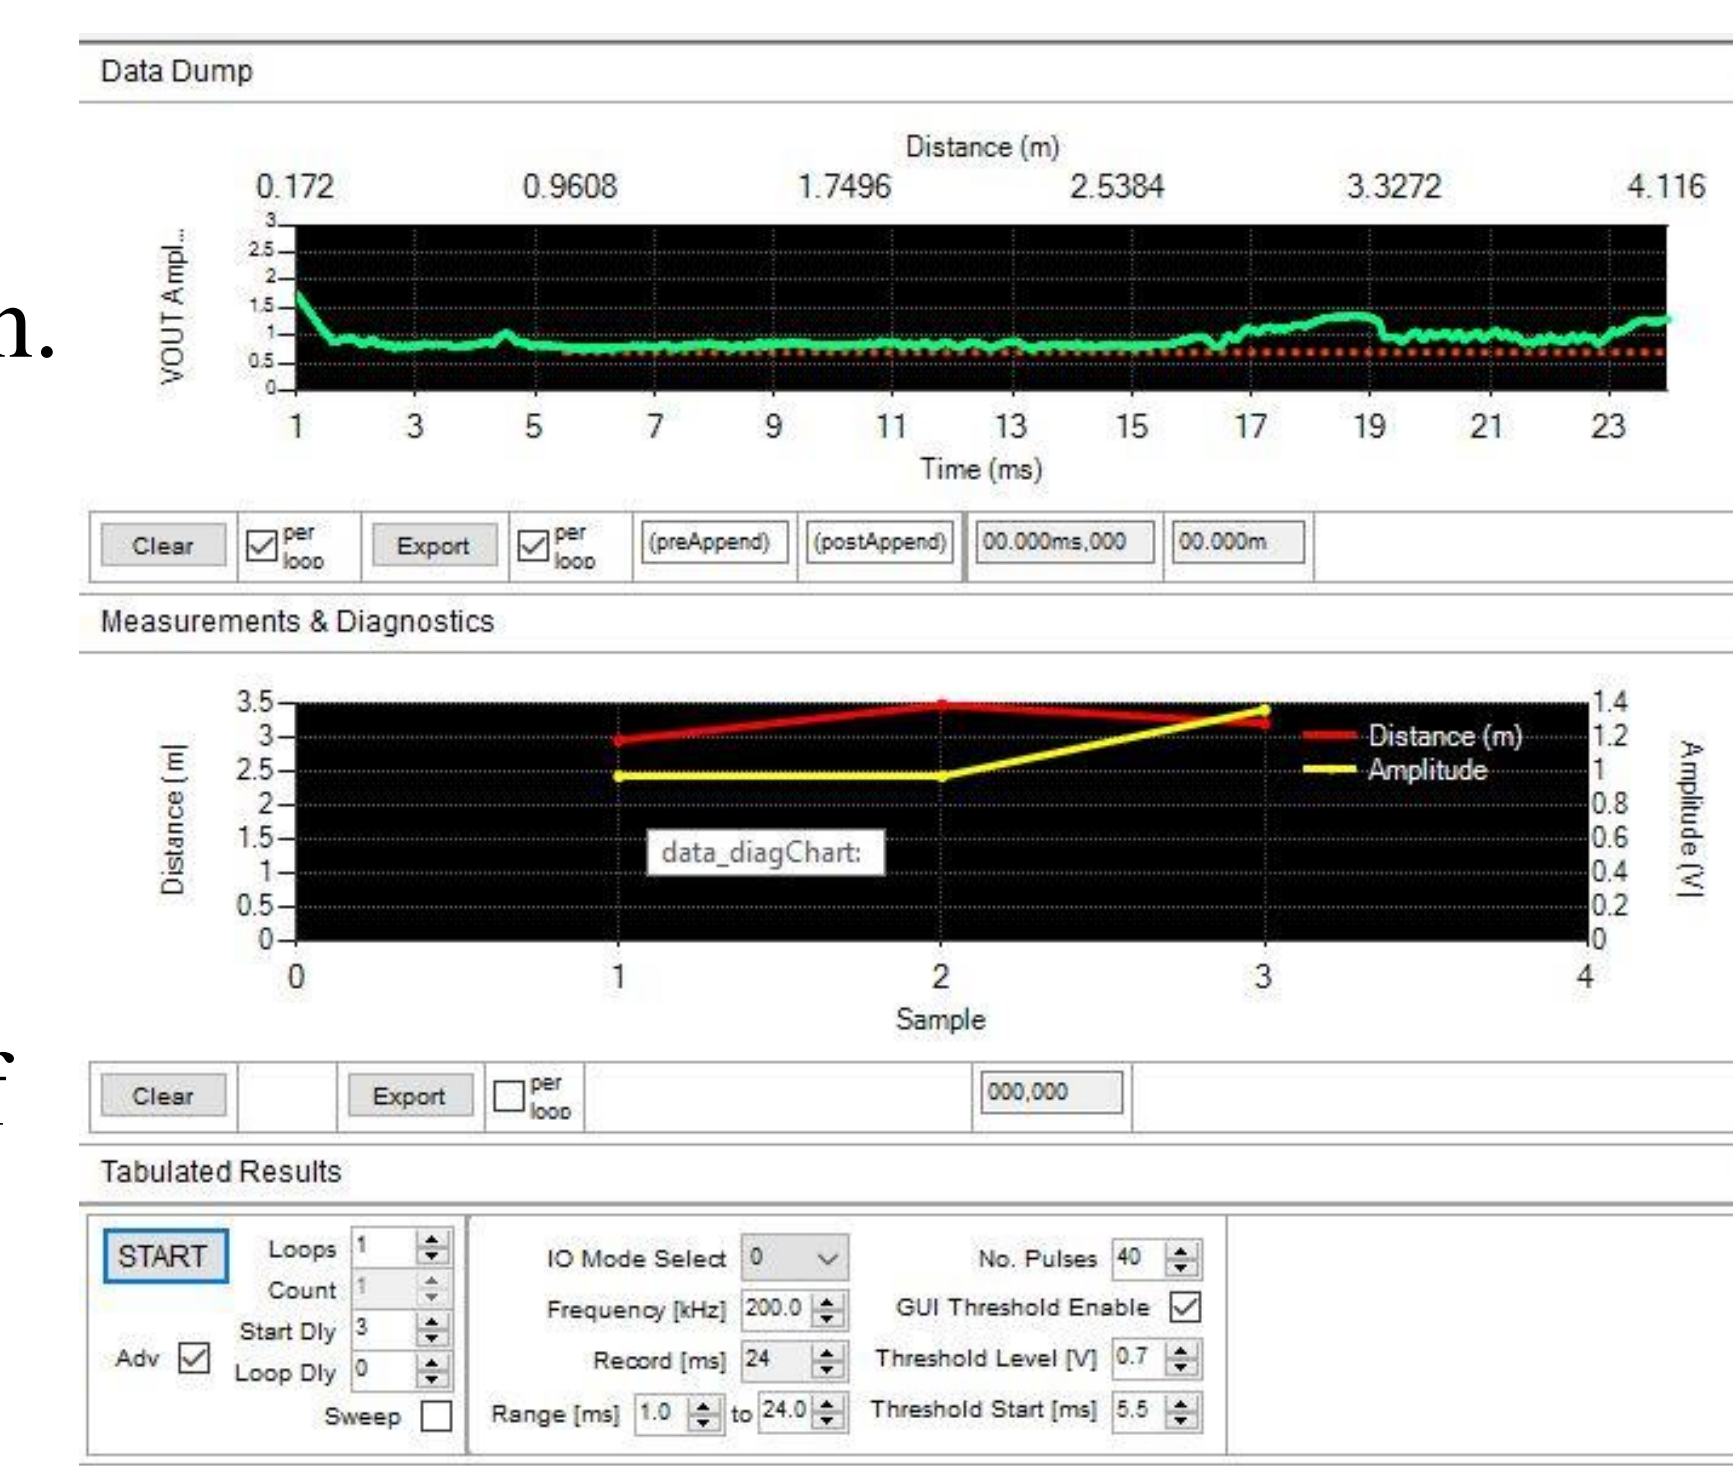 Data Dump
Distance (m)
0.172 0.9608 1.7496 2.5384 3.3272 4.116
VOUT Ampl...
3
2.5
2
1.5
1
0.5
0
1 3 5 7 9 11 13 15 17 19 21 23
Time (ms)
n.
Clear per loop Export per loop (preAppend) (postAppend) 00.000ms,000 00.000m
Measurements & Diagnostics
Distance (m)
3.5
3
2.5
2
1.5
1
0.5
0
Distance (m)
Amplitude
data_diagChart:
1.4
1.2
1
0.8
0.6
0.4
0.2
0
Amplitude (V)
0 1 2 3 4
Sample
f
Clear Export per loop 000,000
Tabulated Results
START Loops 1 IO Mode Select 0 No. Pulses 40
Count 1 Frequency [kHz] 200.0 GUI Threshold Enable
Start Dly 3 Record [ms] 24 Threshold Level [V] 0.7
Adv Loop Dly 0 Range [ms] 1.0 to 24.0 Threshold Start [ms] 5.5
Sweep